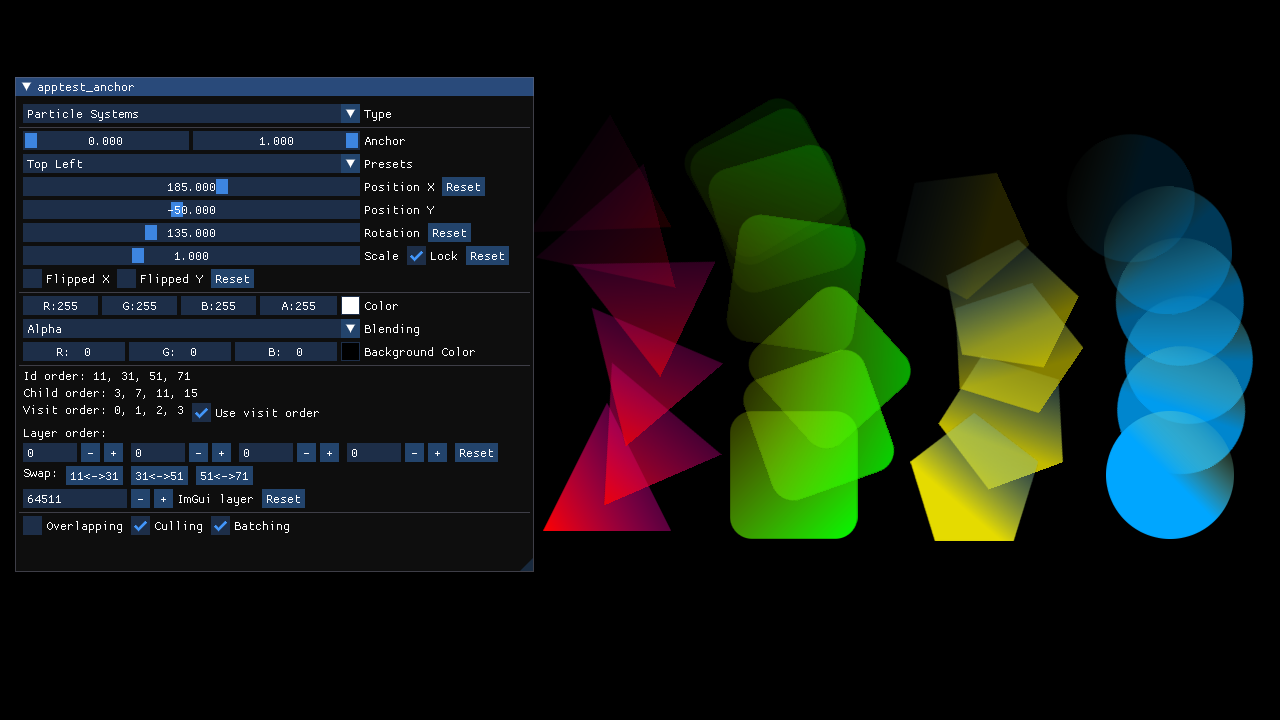 apptest_anchor
Particle Systems Type
0.000 1.000 Anchor
Top Left Presets
185.000 Position X Reset
-50.000 Position Y
135.000 Rotation Reset
1.000 Scale Lock Reset
Flipped X Flipped Y Reset
R:255 G:255 B:255 A:255 Color
Alpha Blending
R: 0 G: 0 B: 0 Background Color
Id order: 11, 31, 51, 71
Child order: 3, 7, 11, 15
Visit order: 0, 1, 2, 3 Use visit order
Layer order:
0 - + 0 - + 0 - + 0 - + Reset
Swap: 11<->31 31<->51 51<->71
64511 - + ImGui layer Reset
Overlapping Culling Batching